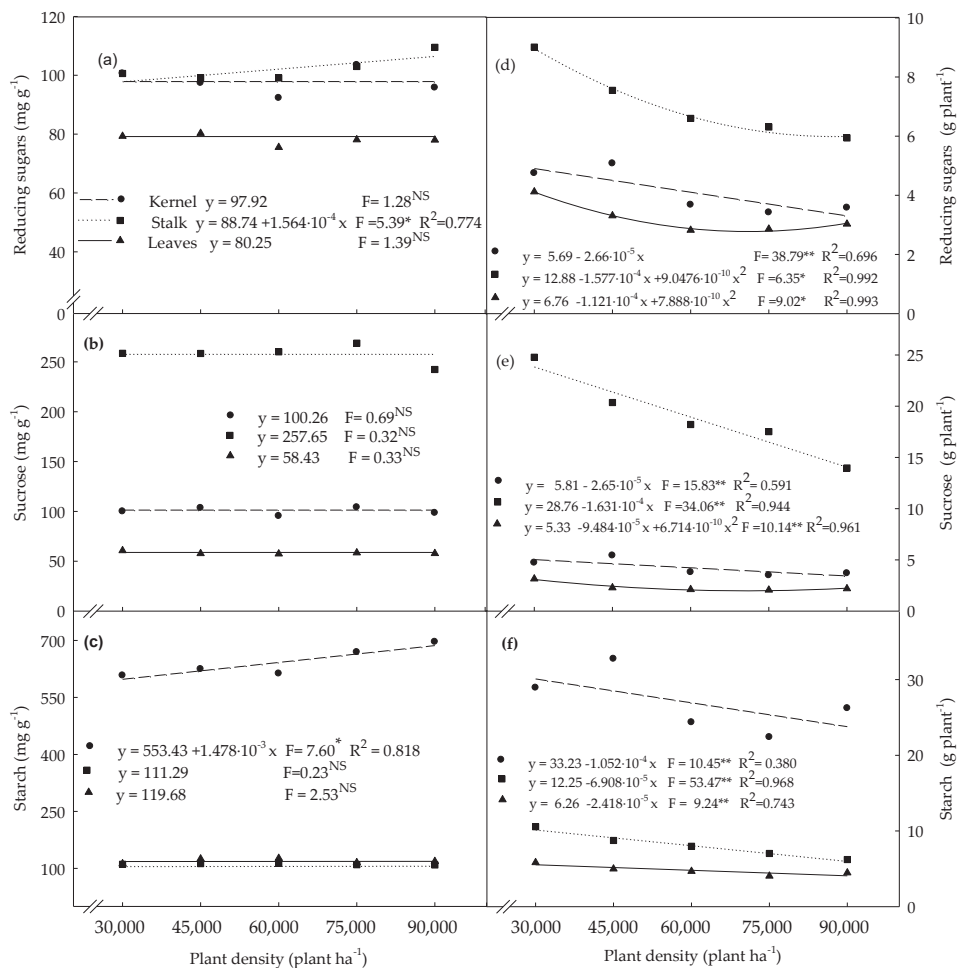 120
100
80
60
40
0
Reducing sugars (mg g-1)
(a)
Kernel y = 97.92 F= 1.28NS
Stalk y = 88.74 +1.564·10-4 x F =5.39* R2=0.774
Leaves y = 80.25 F = 1.39NS
10
8
6
4
2
0
Reducing sugars (g plant-1)
(d)
y = 5.69 - 2.66·10-5 x F= 38.79** R2=0.696
y = 12.88 -1.577·10-4 x +9.0476·10-10 x2 F =6.35* R2=0.992
y = 6.76 -1.121·10-4 x +7.888·10-10 x2 F =9.02* R2=0.993
250
200
150
100
50
0
Sucrose (mg g-1)
(b)
y = 100.26 F= 0.69NS
y = 257.65 F = 0.32NS
y = 58.43 F = 0.33NS
25
20
15
10
5
0
Sucrose (g plant-1)
(e)
y = 5.81 - 2.65·10-5 x F = 15.83** R2= 0.591
y = 28.76 -1.631·10-4 x F =34.06** R2=0.944
y = 5.33 -9.484·10-5 x +6.714·10-10 x2 F =10.14** R2=0.961
700
550
400
250
100
Starch (mg g-1)
(c)
y = 553.43 +1.478·10-3 x F= 7.60* R2 = 0.818
y = 111.29 F=0.23NS
y = 119.68 F = 2.53NS
30
20
10
0
Starch (g plant-1)
(f)
y = 33.23 -1.052·10-4 x F = 10.45** R2= 0.380
y = 12.25 -6.908·10-5 x F = 53.47** R2=0.968
y = 6.26 -2.418·10-5 x F = 9.24** R2=0.743
30,000 45,000 60,000 75,000 90,000
Plant density (plant ha-1)
30,000 45,000 60,000 75,000 90,000
Plant density (plant ha-1)